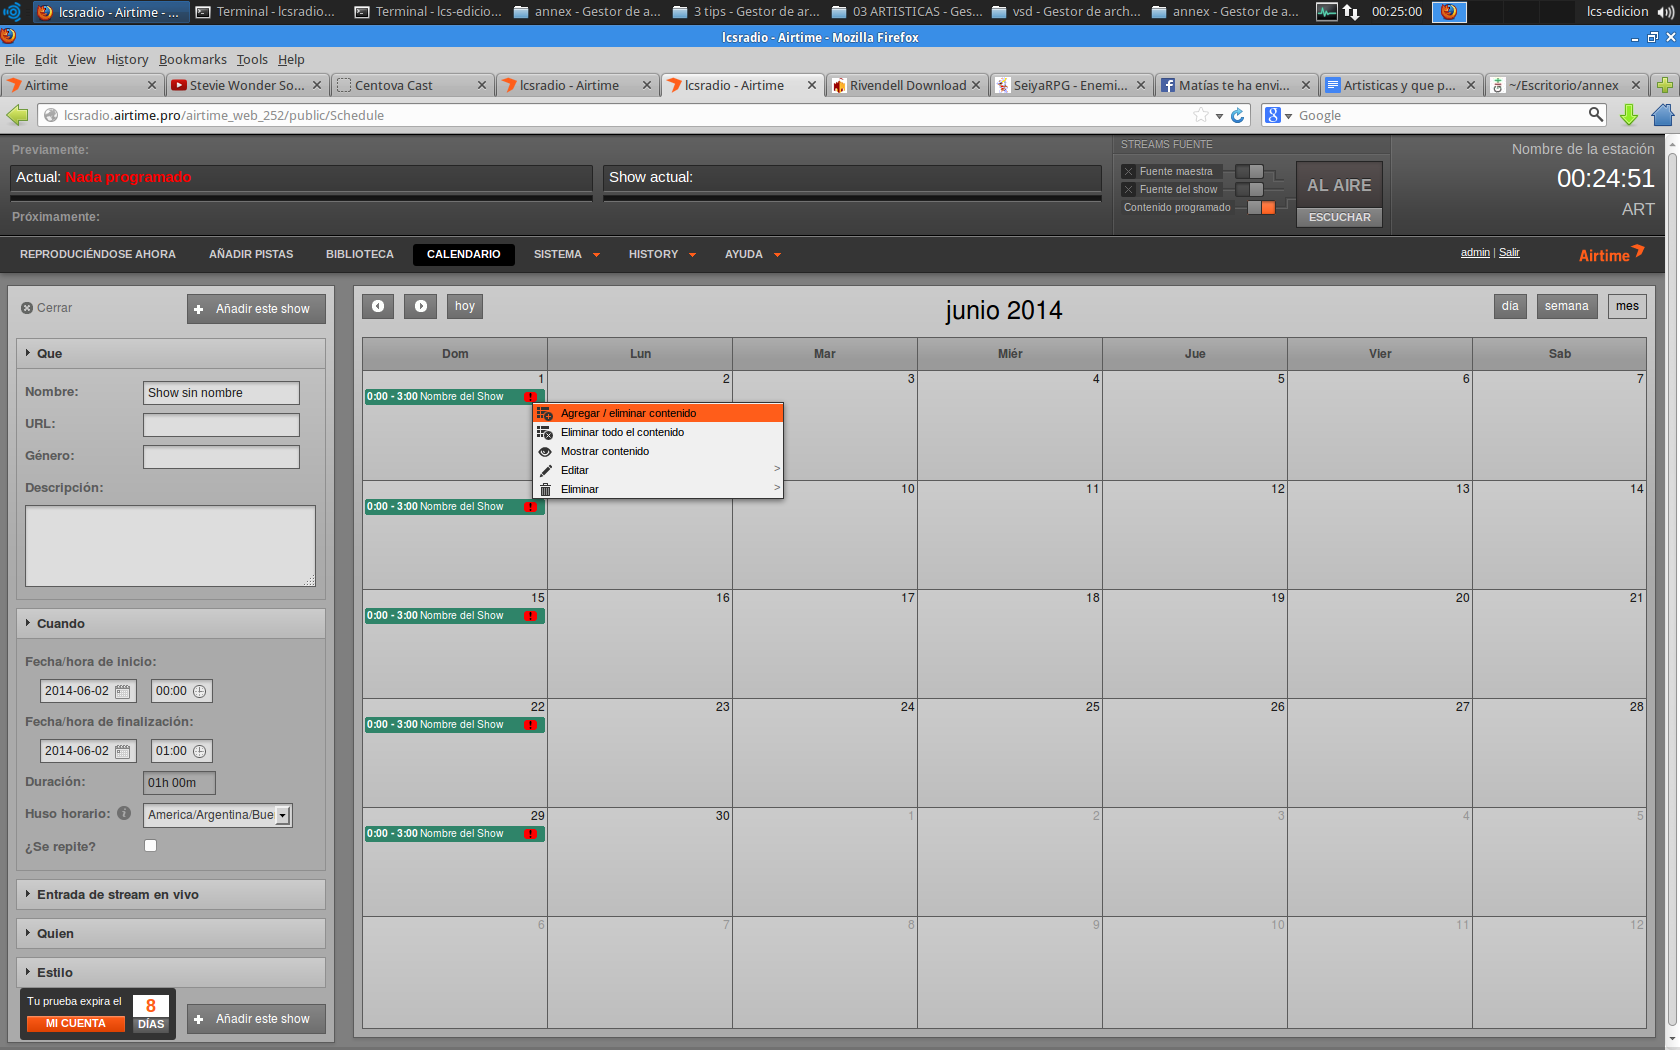 lcsradio - Airtime - ...
Terminal - lcsradio...
Terminal - lcs-edicio...
annex - Gestor de a...
3 tips - Gestor de ar...
03 ARTISTICAS - Ges...
vsd - Gestor de arch...
annex - Gestor de a...
00:25:00
lcs-edicion
lcsradio - Airtime - Mozilla Firefox
File Edit View History Bookmarks Tools Help
Airtime
Stevie Wonder So...
Centova Cast
lcsradio - Airtime
lcsradio - Airtime
Rivendell Download
SeiyaRPG - Enemi...
Matías te ha envi...
Artisticas y que p...
~/Escritorio/annex
lcsradio.airtime.pro/airtime_web_252/public/Schedule
Google
Previamente:
Actual: Nada programado
Show actual:
Próximamente:
STREAMS FUENTE
Fuente maestra
Fuente del show
Contenido programado
AL AIRE
ESCUCHAR
Nombre de la estación
00:24:51
ART
REPRODUCIÉNDOSE AHORA
AÑADIR PISTAS
BIBLIOTECA
CALENDARIO
SISTEMA
HISTORY
AYUDA
admin | Salir
Airtime
Cerrar
Añadir este show
Que
Nombre: Show sin nombre
URL:
Género:
Descripción:
Cuando
Fecha/hora de inicio:
2014-06-02 00:00
Fecha/hora de finalización:
2014-06-02 01:00
Duración: 01h 00m
Huso horario: America/Argentina/Bue
¿Se repite?
Entrada de stream en vivo
Quien
Estilo
Tu prueba expira el
MI CUENTA
8
DÍAS
Añadir este show
hoy
junio 2014
día semana mes
Dom Lun Mar Miér Jue Vier Sab
1 2 3 4 5 6 7
0:00 - 3:00 Nombre del Show
Agregar / eliminar contenido
Eliminar todo el contenido
Mostrar contenido
Editar >
Eliminar >
10 11 12 13 14
0:00 - 3:00 Nombre del Show
15 16 17 18 19 20 21
0:00 - 3:00 Nombre del Show
22 23 24 25 26 27 28
0:00 - 3:00 Nombre del Show
29 30 1 2 3 4 5
0:00 - 3:00 Nombre del Show
6 7 8 9 10 11 12